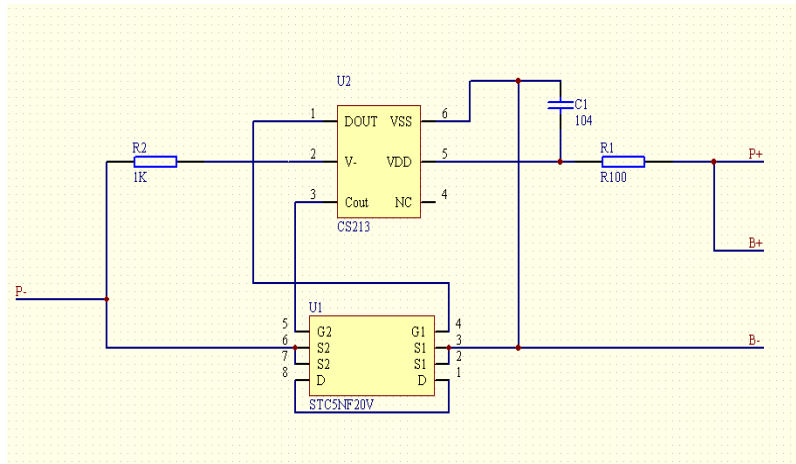 U2
1 DOUT VSS 6
C1
104
R2
2 V- VDD 5
R1
P+
1K
R100
3 Cout NC 4
CS213
B+
P-
U1
5 G2 G1 4
6 S2 S1 3
B-
7 S2 S1 2
8 D D 1
STC5NF20V